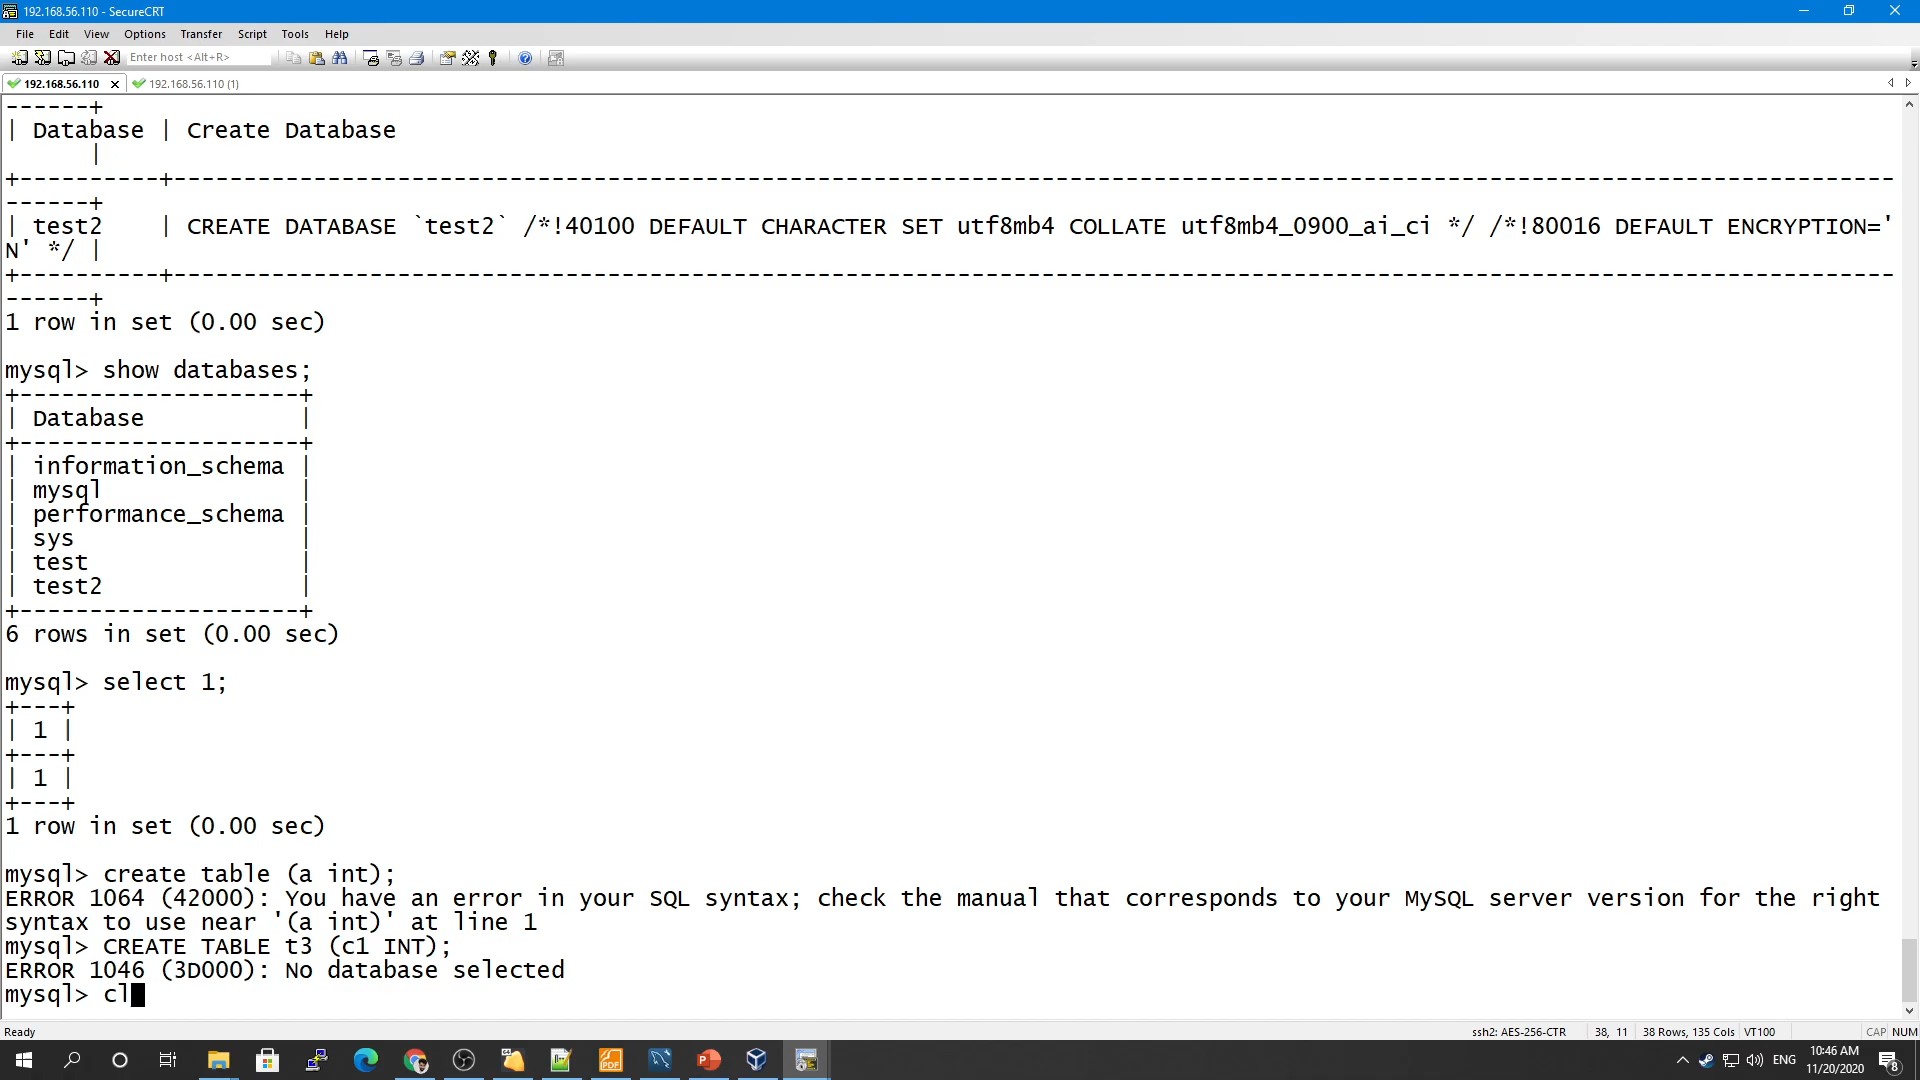 192.168.56.110 - SecureCRT
File Edit View Options Transfer Script Tools Help
Enter host <Alt+R>
192.168.56.110 192.168.56.110 (1)
------+
| Database | Create Database
|
+----------+---------------------------------------------------------------------------------------------------------------------------
------+
| test2 | CREATE DATABASE `test2` /*!40100 DEFAULT CHARACTER SET utf8mb4 COLLATE utf8mb4_0900_ai_ci */ /*!80016 DEFAULT ENCRYPTION='
N' */ |
+----------+---------------------------------------------------------------------------------------------------------------------------
------+
1 row in set (0.00 sec)
mysql> show databases;
+--------------------+
| Database |
+--------------------+
| information_schema |
| mysql |
| performance_schema |
| sys |
| test |
| test2 |
+--------------------+
6 rows in set (0.00 sec)
mysql> select 1;
+---+
| 1 |
+---+
| 1 |
+---+
1 row in set (0.00 sec)
mysql> create table (a int);
ERROR 1064 (42000): You have an error in your SQL syntax; check the manual that corresponds to your MySQL server version for the right
syntax to use near '(a int)' at line 1
mysql> CREATE TABLE t3 (c1 INT);
ERROR 1046 (3D000): No database selected
mysql> cl
Ready ssh2: AES-256-CTR 38, 11 38 Rows, 135 Cols VT100 CAP NUM
PDF ENG 10:46 AM
11/20/2020 8